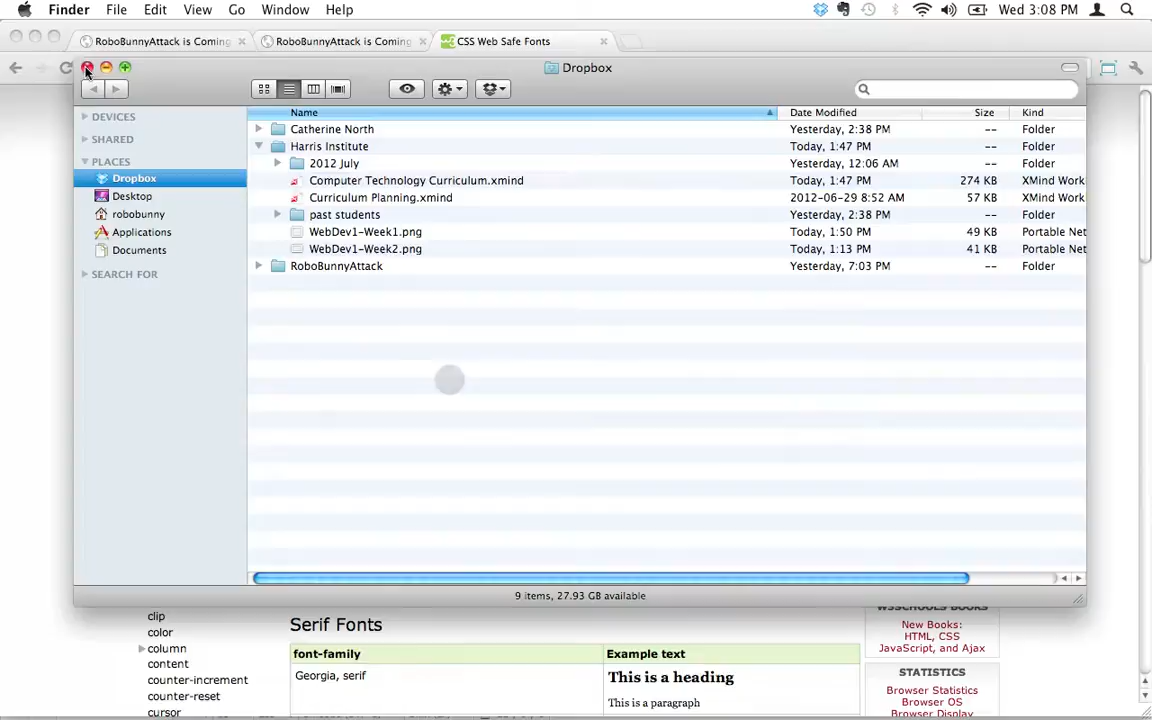 Finder File Edit View Go Window Help Wed 3:08 PM
RoboBunnyAttack is Coming RoboBunnyAttack is Coming CSS Web Safe Fonts
Dropbox
DEVICES
SHARED
PLACES
Dropbox
Desktop
robobunny
Applications
Documents
SEARCH FOR
Name Date Modified Size Kind
Catherine North Yesterday, 2:38 PM -- Folder
Harris Institute Today, 1:47 PM -- Folder
2012 July Yesterday, 12:06 AM -- Folder
Computer Technology Curriculum.xmind Today, 1:47 PM 274 KB XMind Work
Curriculum Planning.xmind 2012-06-29 8:52 AM 57 KB XMind Work
past students Yesterday, 2:38 PM -- Folder
WebDev1-Week1.png Today, 1:50 PM 49 KB Portable Net
WebDev1-Week2.png Today, 1:13 PM 41 KB Portable Net
RoboBunnyAttack Yesterday, 7:03 PM -- Folder
9 items, 27.93 GB available
clip
color
column
content
counter-increment
counter-reset
cursor
Serif Fonts
font-family Example text
Georgia, serif This is a heading
This is a paragraph
W3SCHOOLS BOOKS
New Books:
HTML, CSS
JavaScript, and Ajax
STATISTICS
Browser Statistics
Browser OS
Browser Display